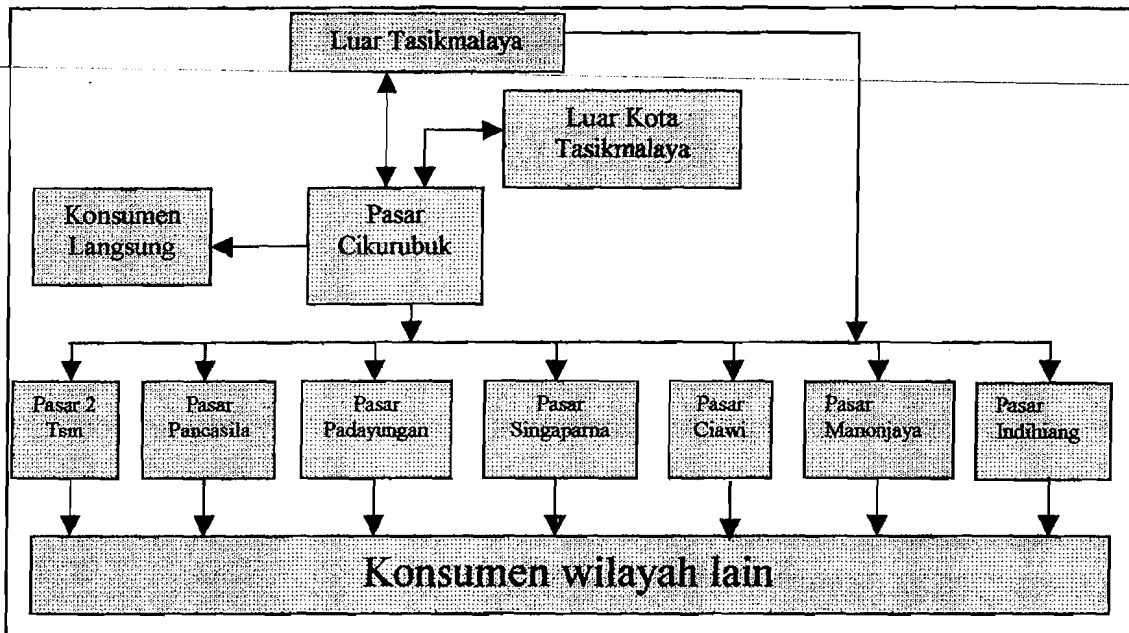 Luar Tasikmalaya
Luar Kota
Tasikmalaya
Konsumen
Langsung
Pasar
Cikurubuk
Pasar 2
Tsm
Pasar
Pancasila
Pasar
Padayungan
Pasar
Singaparna
Pasar
Ciawi
Pasar
Manonjaya
Pasar
Indihiang
Konsumen wilayah lain